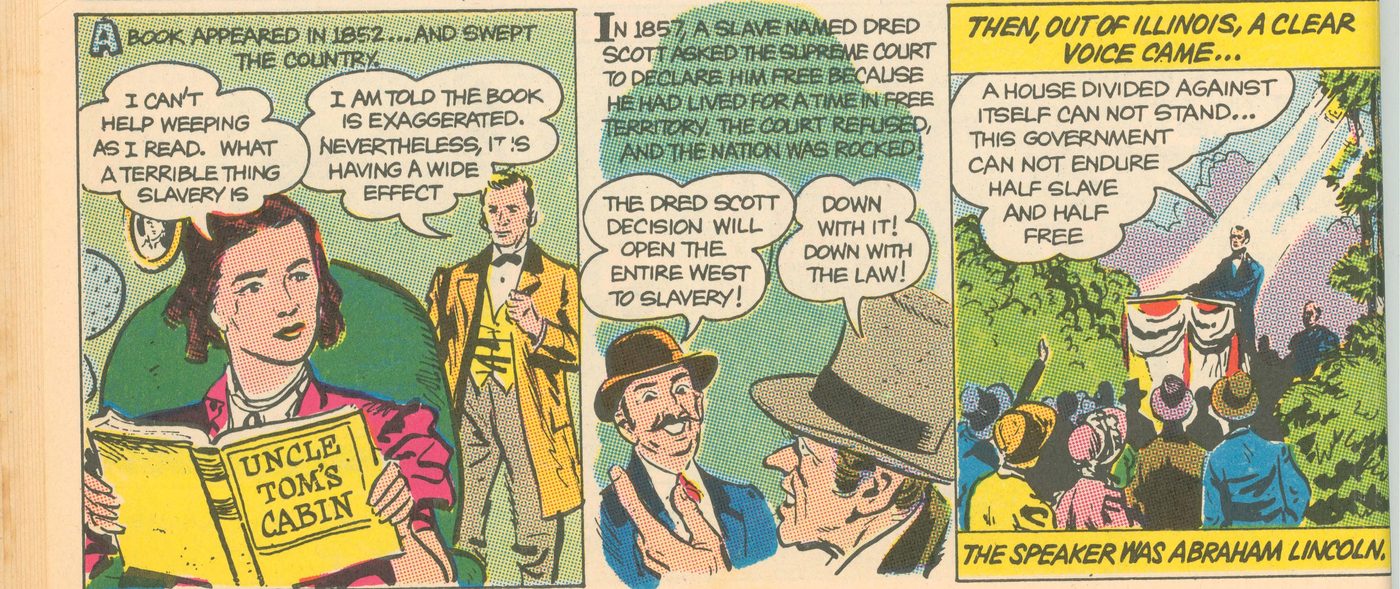 A BOOK APPEARED IN 1852...AND SWEPT
THE COUNTRY.
I CAN'T
HELP WEEPING
AS I READ. WHAT
A TERRIBLE THING
SLAVERY IS
I AM TOLD THE BOOK
IS EXAGGERATED.
NEVERTHELESS, IT'S
HAVING A WIDE
EFFECT
UNCLE
TOM'S
CABIN
IN 1857, A SLAVE NAMED DRED
SCOTT ASKED THE SUPREME COURT
TO DECLARE HIM FREE BECAUSE
HE HAD LIVED FOR A TIME IN FREE
TERRITORY. THE COURT REFUSED,
AND THE NATION WAS ROCKED!
THE DRED SCOTT
DECISION WILL
OPEN THE
ENTIRE WEST
TO SLAVERY!
DOWN
WITH IT!
DOWN WITH
THE LAW!
THEN, OUT OF ILLINOIS, A CLEAR
VOICE CAME...
A HOUSE DIVIDED AGAINST
ITSELF CAN NOT STAND...
THIS GOVERNMENT
CAN NOT ENDURE
HALF SLAVE
AND HALF
FREE
THE SPEAKER WAS ABRAHAM LINCOLN.